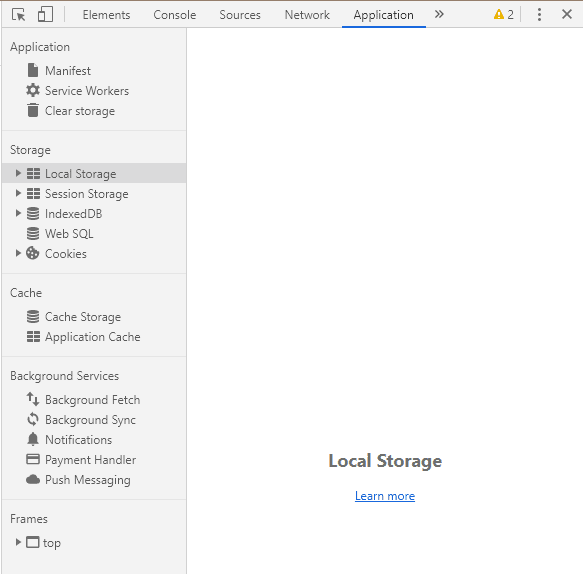 Elements Console Sources Network Application » 2
Application
Manifest
Service Workers
Clear storage
Storage
Local Storage
Session Storage
IndexedDB
Web SQL
Cookies
Cache
Cache Storage
Application Cache
Background Services
Background Fetch
Background Sync
Notifications
Payment Handler
Push Messaging
Frames
top
Local Storage
Learn more